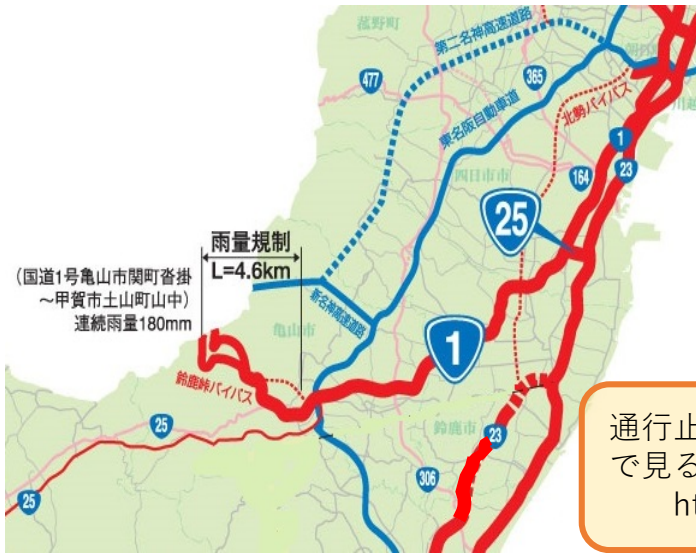 菰野町
第二名神高速道路
477
365
東名阪自動車道
北勢バイパス
1
23
164
四日市市
25
雨量規制
L=4.6km
(国道1号亀山市関町沓掛
~甲賀市土山町山中)
連続雨量180mm
新名神高速道路
亀山市
1
鈴鹿峠バイパス
25
鈴鹿市
23
306
25
通行止
で見る
ht